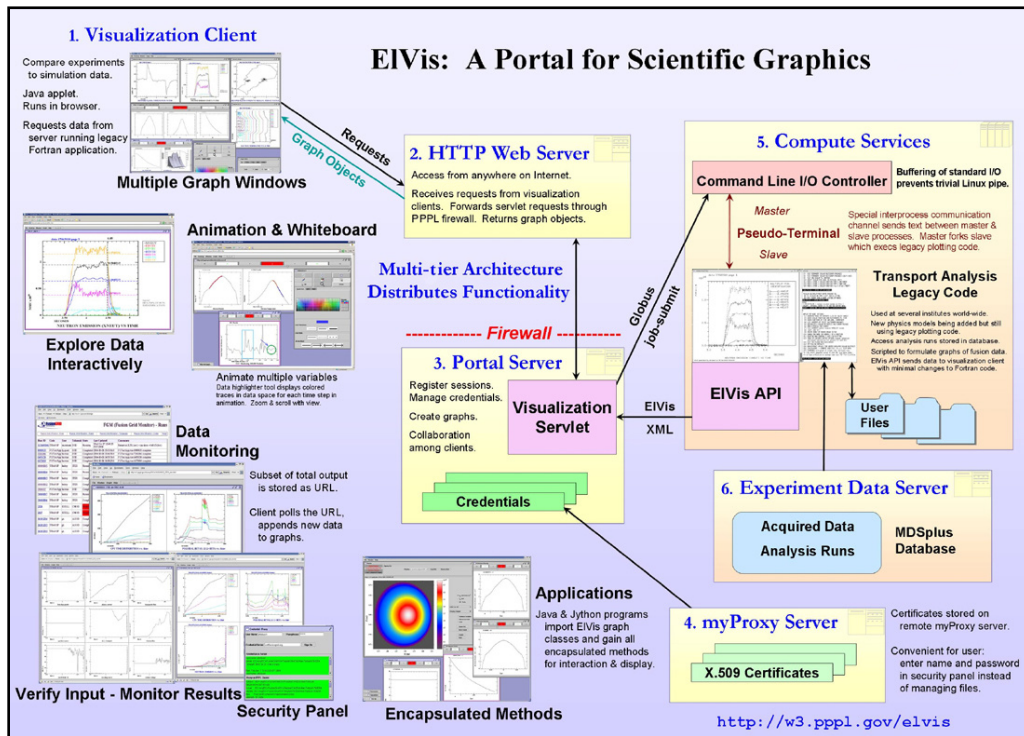 ElVis: A Portal for Scientific Graphics
1. Visualization Client
Compare experiments
to simulation data.
Java applet.
Runs in browser.
Requests data from
server running legacy
Fortran application.
Multiple Graph Windows
Requests
Graph Objects
2. HTTP Web Server
Access from anywhere on Internet.
Receives requests from visualization
clients. Forwards servlet requests through
PPPL firewall. Returns graph objects.
Multi-tier Architecture
Distributes Functionality
Firewall
3. Portal Server
Register sessions.
Manage credentials.
Create graphs.
Collaboration
among clients.
Visualization
Servlet
Credentials
Globus
job-submit
ElVis
XML
5. Compute Services
Command Line I/O Controller
Buffering of standard I/O
prevents trivial Linux pipe.
Master
Pseudo-Terminal
Slave
Special interprocess communication
channel sends text between master &
slave processes. Master forks slave
which execs legacy plotting code.
Transport Analysis
Legacy Code
Used at several institutes world-wide.
New physics models being added but still
using legacy plotting code.
Access analysis runs stored in database.
Scripted to formulate graphs of fusion data.
ElVis API sends data to visualization client
with minimal changes to Fortran code.
ElVis API
User
Files
6. Experiment Data Server
Acquired Data
Analysis Runs
MDSplus
Database
4. myProxy Server
X.509 Certificates
Certificates stored on
remote myProxy server.
Convenient for user:
enter name and password
in security panel instead
of managing files.
http://w3.pppl.gov/elvis
Explore Data
Interactively
Animation & Whiteboard
Animate multiple variables
Data highlighter tool displays colored
traces in data space for each time step in
animation. Zoom & scroll with view.
Data
Monitoring
Subset of total output
is stored as URL.
Client polls the URL,
appends new data
to graphs.
Verify Input - Monitor Results
Security Panel
Applications
Java & Jython programs
import ElVis graph
classes and gain all
encapsulated methods
for interaction & display.
Encapsulated Methods